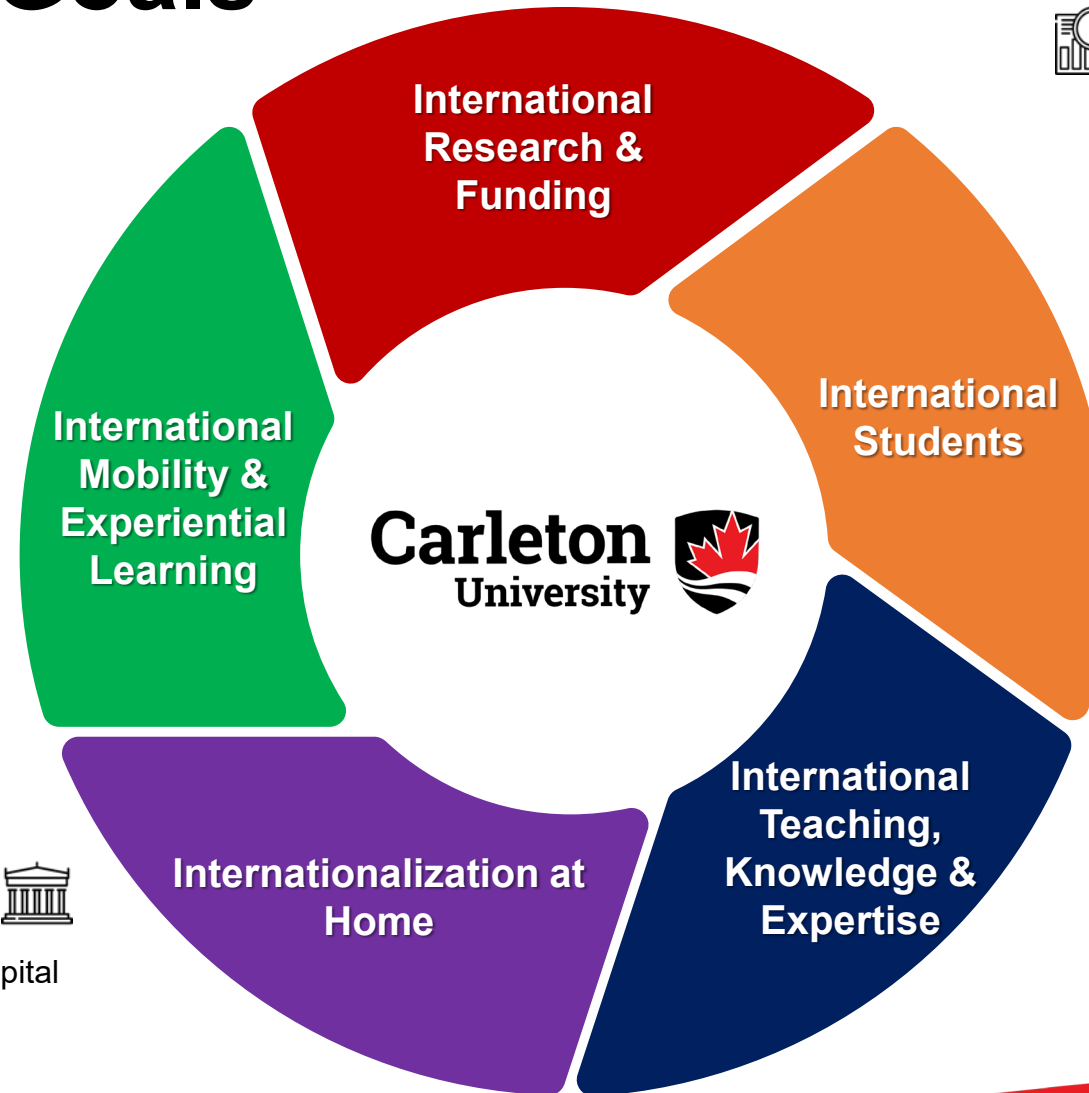 Goals
International
Research &
Funding
International
Students
International
Mobility &
Experiential
Learning
Carleton
University
International
Teaching,
Knowledge &
Expertise
Internationalization at
Home
pital